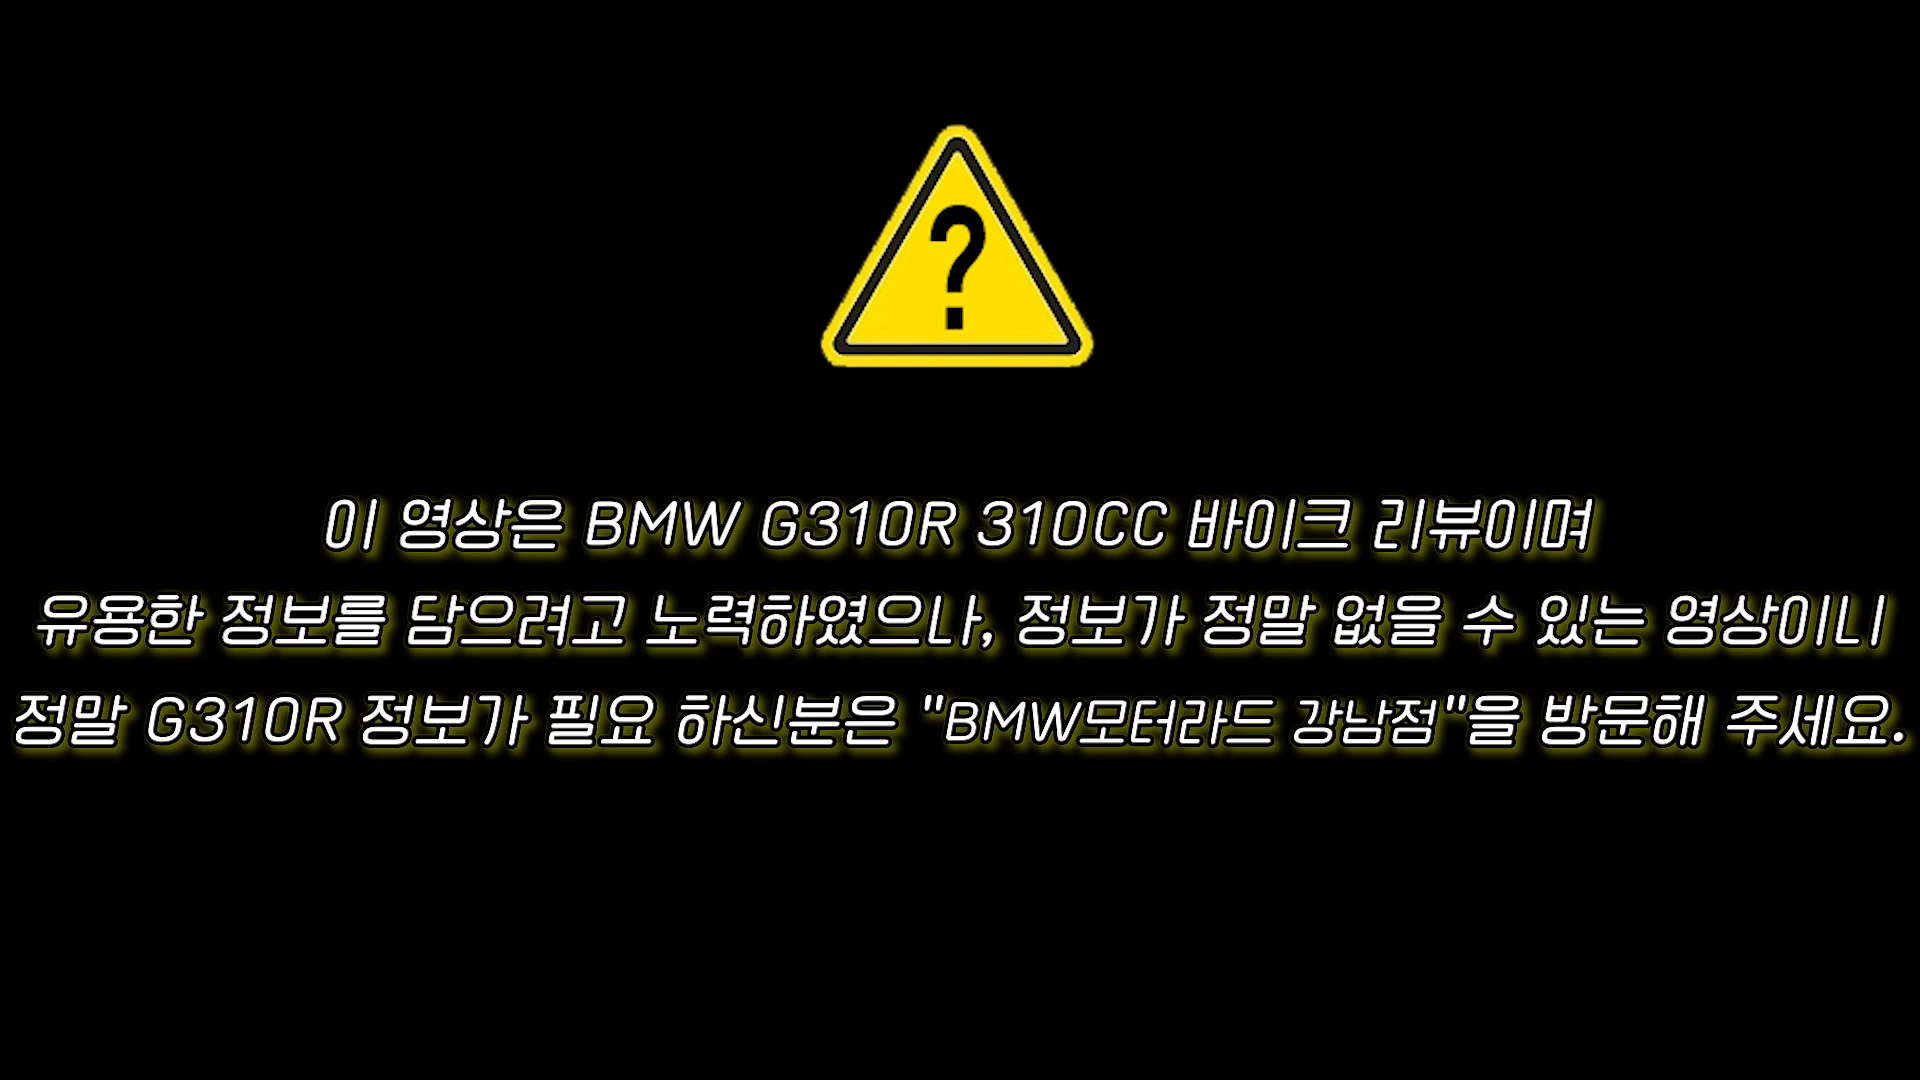 ?
이 영상은 BMW G310R 310CC 바이크 리뷰이며
유용한 정보를 담으려고 노력하였으나, 정보가 정말 없을 수 있는 영상이니
정말 G310R 정보가 필요 하신분은 "BMW모터라드 강남점"을 방문해 주세요.